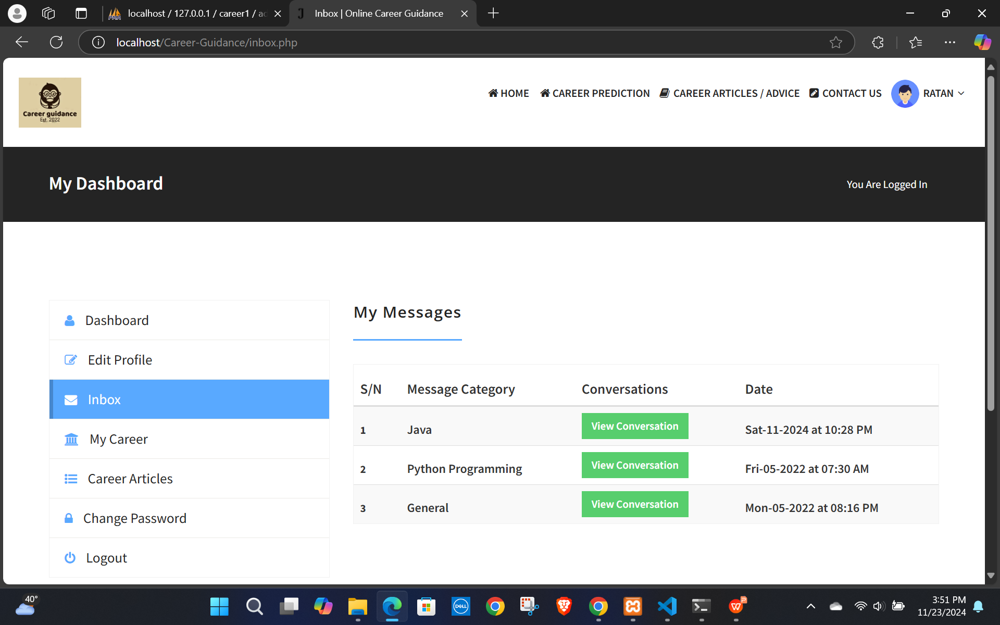 localhost / 127.0.0.1 / career1 / ad
Inbox | Online Career Guidance
localhost/Career-Guidance/inbox.php
Career guidance
Est. 2022
HOME
CAREER PREDICTION
CAREER ARTICLES / ADVICE
CONTACT US
RATAN
My Dashboard
You Are Logged In
Dashboard
Edit Profile
Inbox
My Career
Career Articles
Change Password
Logout
My Messages
S/N Message Category Conversations Date
1 Java View Conversation Sat-11-2024 at 10:28 PM
2 Python Programming View Conversation Fri-05-2022 at 07:30 AM
3 General View Conversation Mon-05-2022 at 08:16 PM
40°
DELL
3:51 PM
11/23/2024